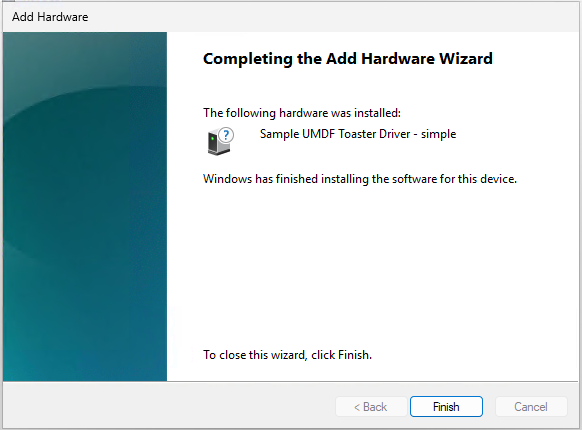 Add Hardware
Completing the Add Hardware Wizard
The following hardware was installed:
Sample UMDF Toaster Driver - simple
Windows has finished installing the software for this device.
To close this wizard, click Finish.
< Back
Finish
Cancel